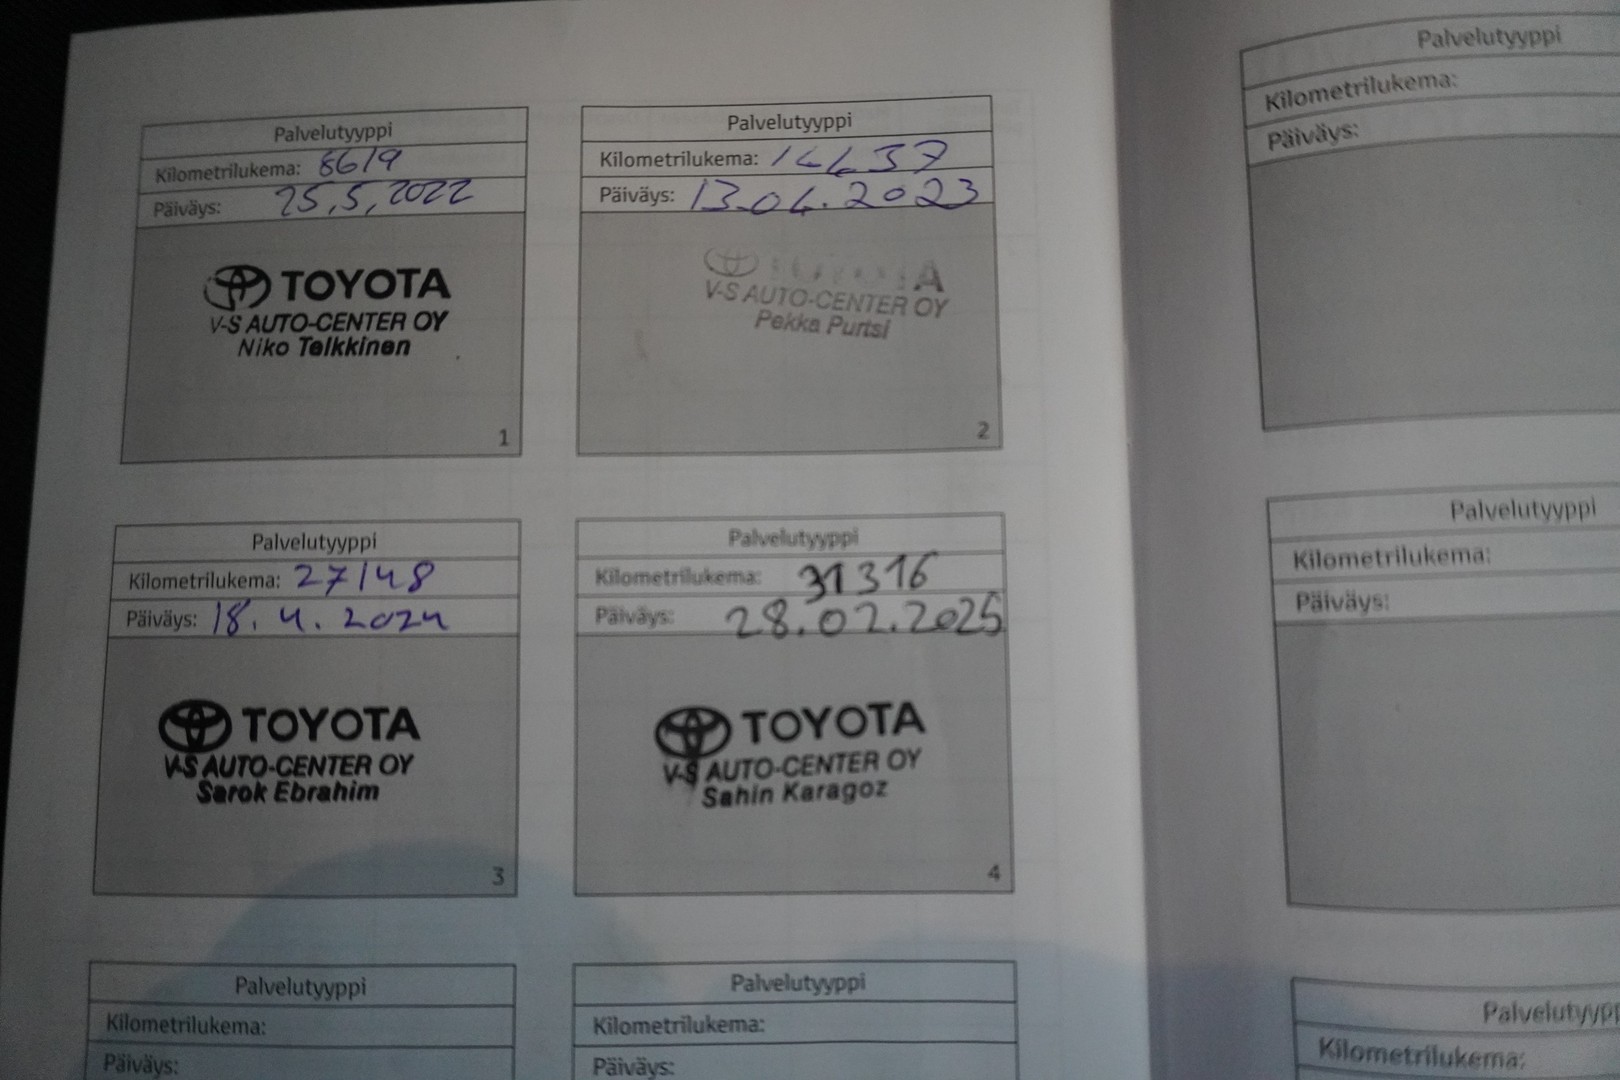 Palvelutyyppi
Kilometrilukema: 8619
Päiväys: 25,5,2022
TOYOTA
V-S AUTO-CENTER OY
Niko Telkkinen
1
Palvelutyyppi
Kilometrilukema: 14437
Päiväys: 13.04.2023
TOYOTA
V-S AUTO-CENTER OY
Pekka Purtsi
2
Palvelutyyppi
Kilometrilukema: 27148
Päiväys: 18.4.2024
TOYOTA
V-S AUTO-CENTER OY
Sarok Ebrahim
3
Palvelutyyppi
Kilometrilukema: 31316
Päiväys: 28.02.2025
TOYOTA
V-S AUTO-CENTER OY
Sahin Karagoz
4
Palvelutyyppi
Kilometrilukema:
Päiväys:
Palvelutyyppi
Kilometrilukema:
Päiväys:
Palvelutyyppi
Kilometrilukema:
Päiväys:
Palvelutyyppi
Kilometrilukema:
Päiväys:
Palvelutypp
Kilometrilukema: